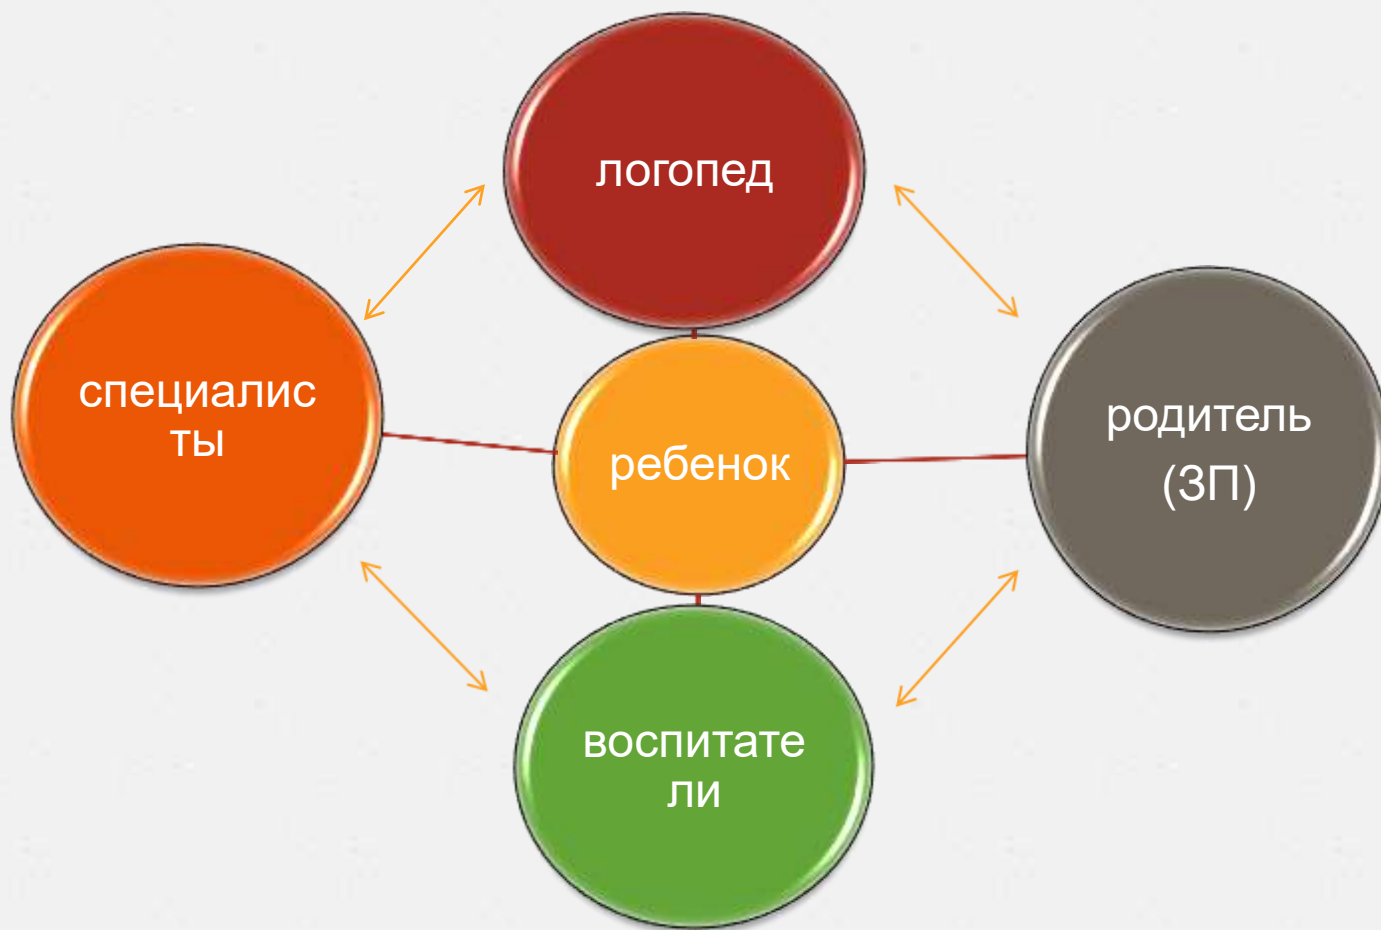 логопед
специалис
ты
ребенок
родитель
(ЗП)
воспитате
ли